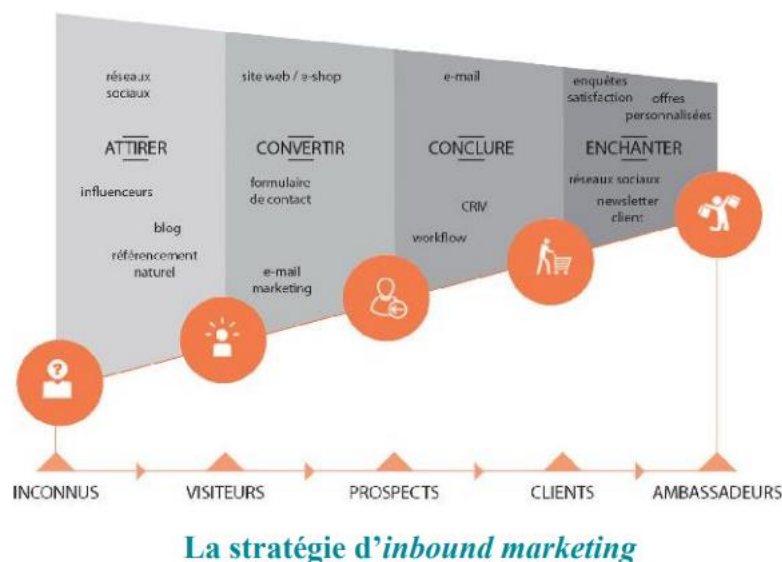 réseaux
sociaux
ATTIRER
influenceurs
blog
référencement
naturel
site web / e-shop
CONVERTIR
formulaire
de contact
e-mail
marketing
e-mail
CONCLURE
CRM
workflow
enquêtes
satisfaction
offres
personnalisées
ENCHANTER
réseaux sociaux
newsletter
client
?
INCONNUS
VISITEURS
PROSPECTS
CLIENTS
AMBASSADEURS
La stratégie d'inbound marketing